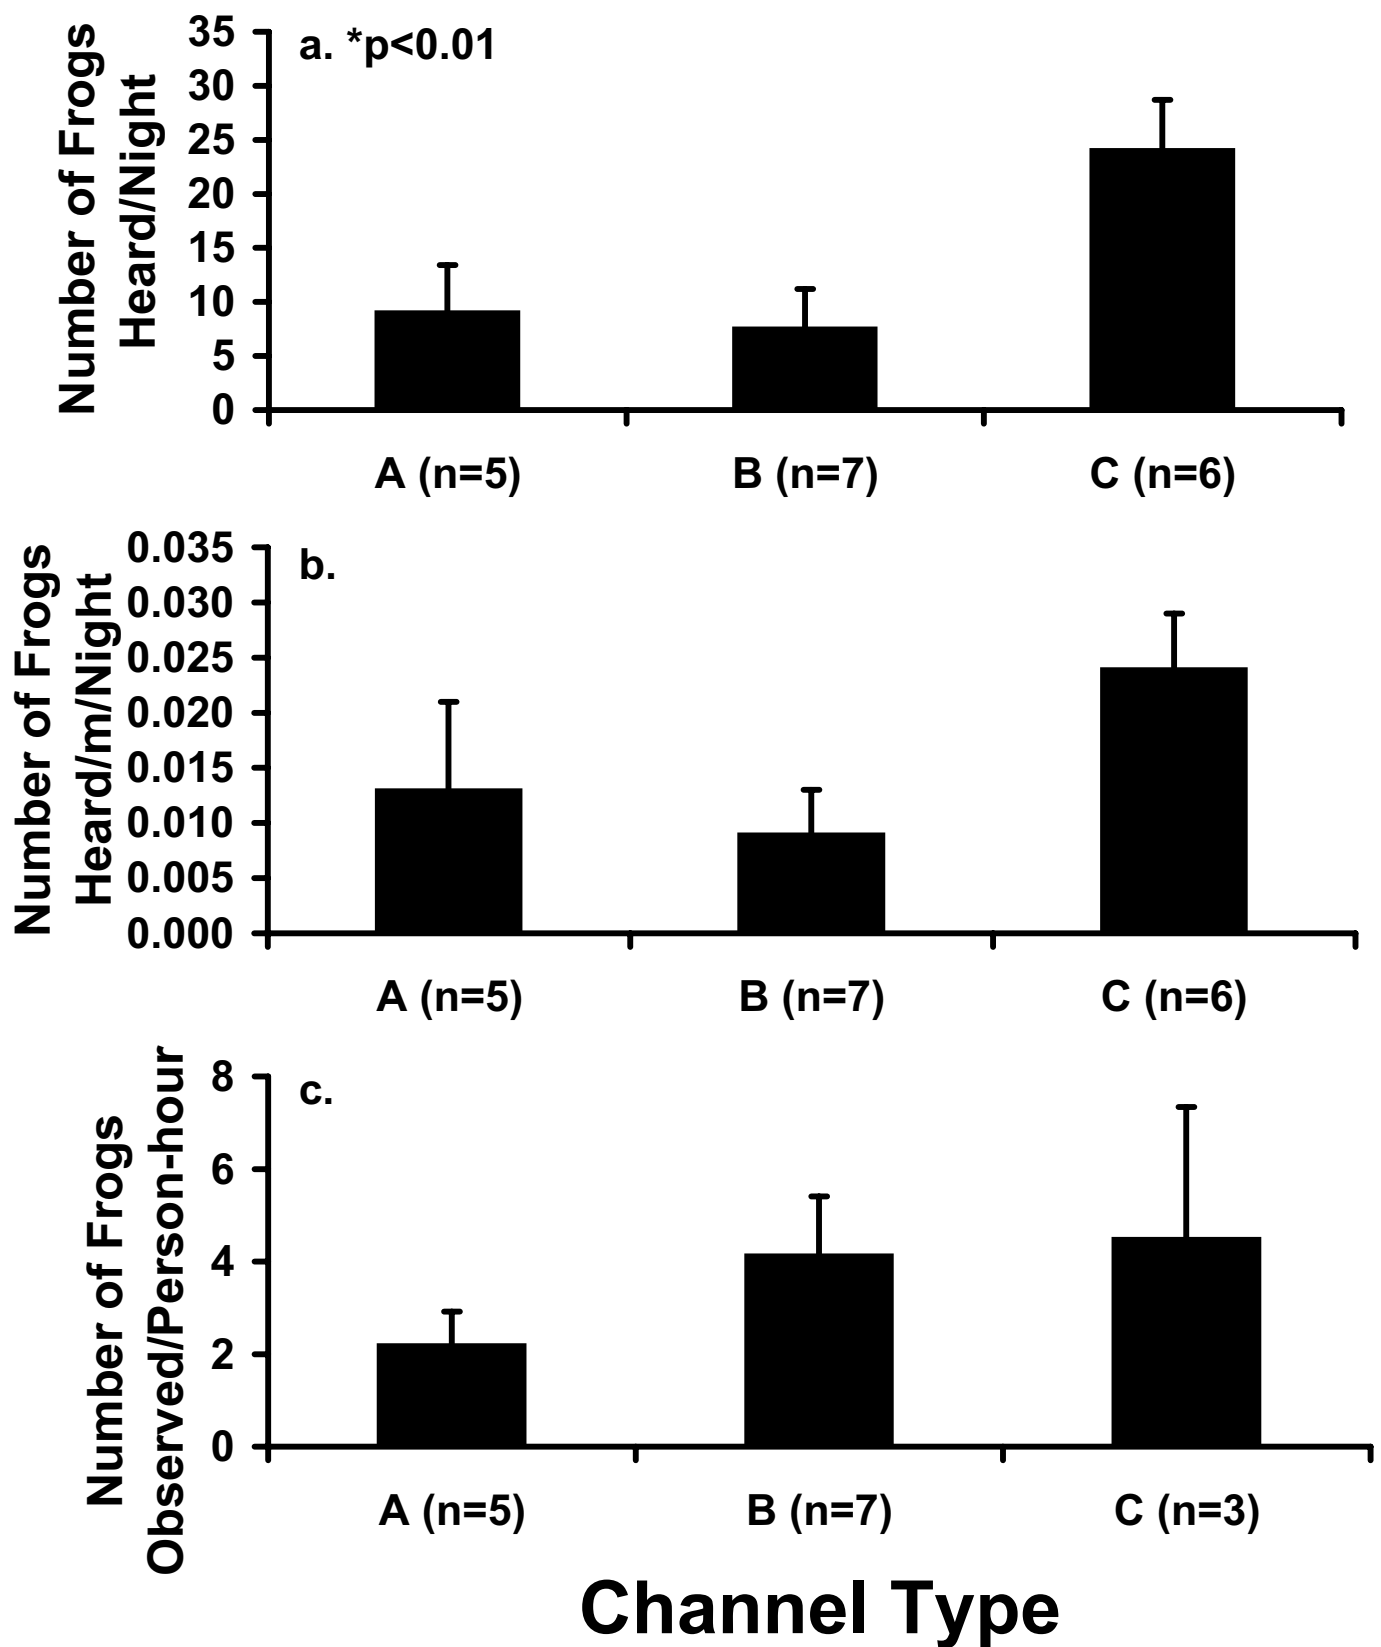 Number of Frogs
Heard/Night
35
30
25
20
15
10
5
0
a. *p<0.01
A (n=5)
B (n=7)
C (n=6)
Number of Frogs
Heard/m/Night
0.035
0.030
0.025
0.020
0.015
0.010
0.005
0.000
b.
A (n=5)
B (n=7)
C (n=6)
Number of Frogs
Observed/Person-hour
8
6
4
2
0
c.
A (n=5)
B (n=7)
C (n=3)
Channel Type